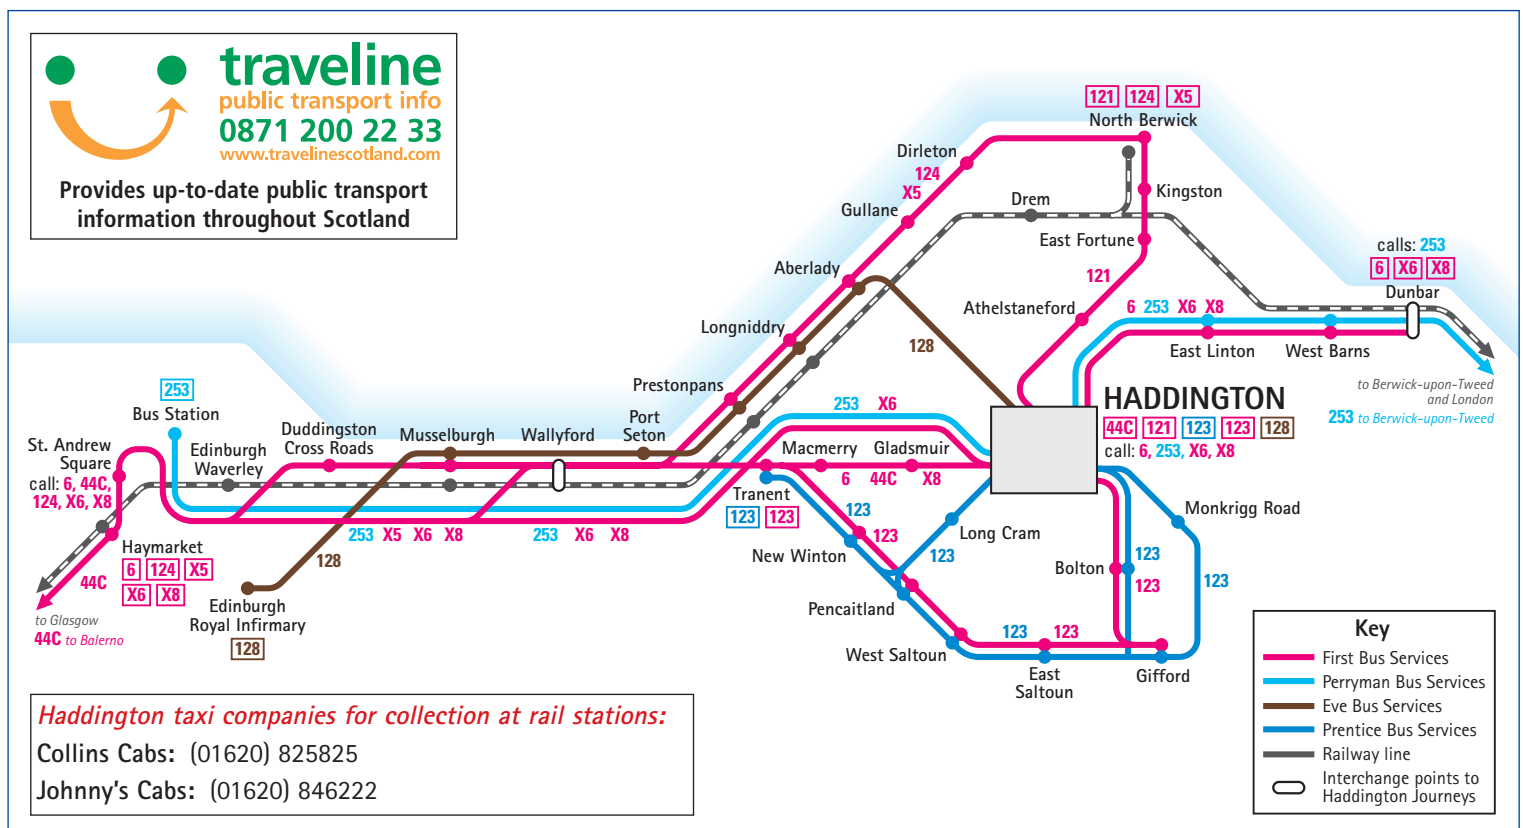 traveline
public transport info
0871 200 22 33
www.travelinescotland.com
Provides up-to-date public transport
information throughout Scotland
121 124 X5
North Berwick
Dirleton
124
X5
Kingston
Gullane
Drem
East Fortune
calls: 253
6 X6 X8
Dunbar
Aberlady
121
Athelstaneford
6 253 X6 X8
Longniddry
128
East Linton
West Barns
to Berwick-upon-Tweed
and London
253 to Berwick-upon-Tweed
Prestonpans
253
Bus Station
253 X6
HADDINGTON
44C 121 123 123 128
call: 6, 253, X6, X8
St. Andrew
Square
call: 6, 44C,
124, X6, X8
Edinburgh
Waverley
Duddingston
Cross Roads
Musselburgh
Wallyford
Port
Seton
Macmerry
Gladsmuir
6 44C X8
Tranent
123 123
Monkrigg Road
253 X5 X6 X8
253 X6 X8
123
123
Long Cram
New Winton
123
Haymarket
6 124 X5
X6 X8
128
44C
Bolton
123
123
123
to Glasgow
44C to Balerno
Edinburgh
Royal Infirmary
128
Pencaitland
123 123
West Saltoun
East
Saltoun
Gifford
Key
First Bus Services
Perryman Bus Services
Eve Bus Services
Prentice Bus Services
Railway line
Interchange points to
Haddington Journeys
Haddington taxi companies for collection at rail stations:
Collins Cabs: (01620) 825825
Johnny's Cabs: (01620) 846222